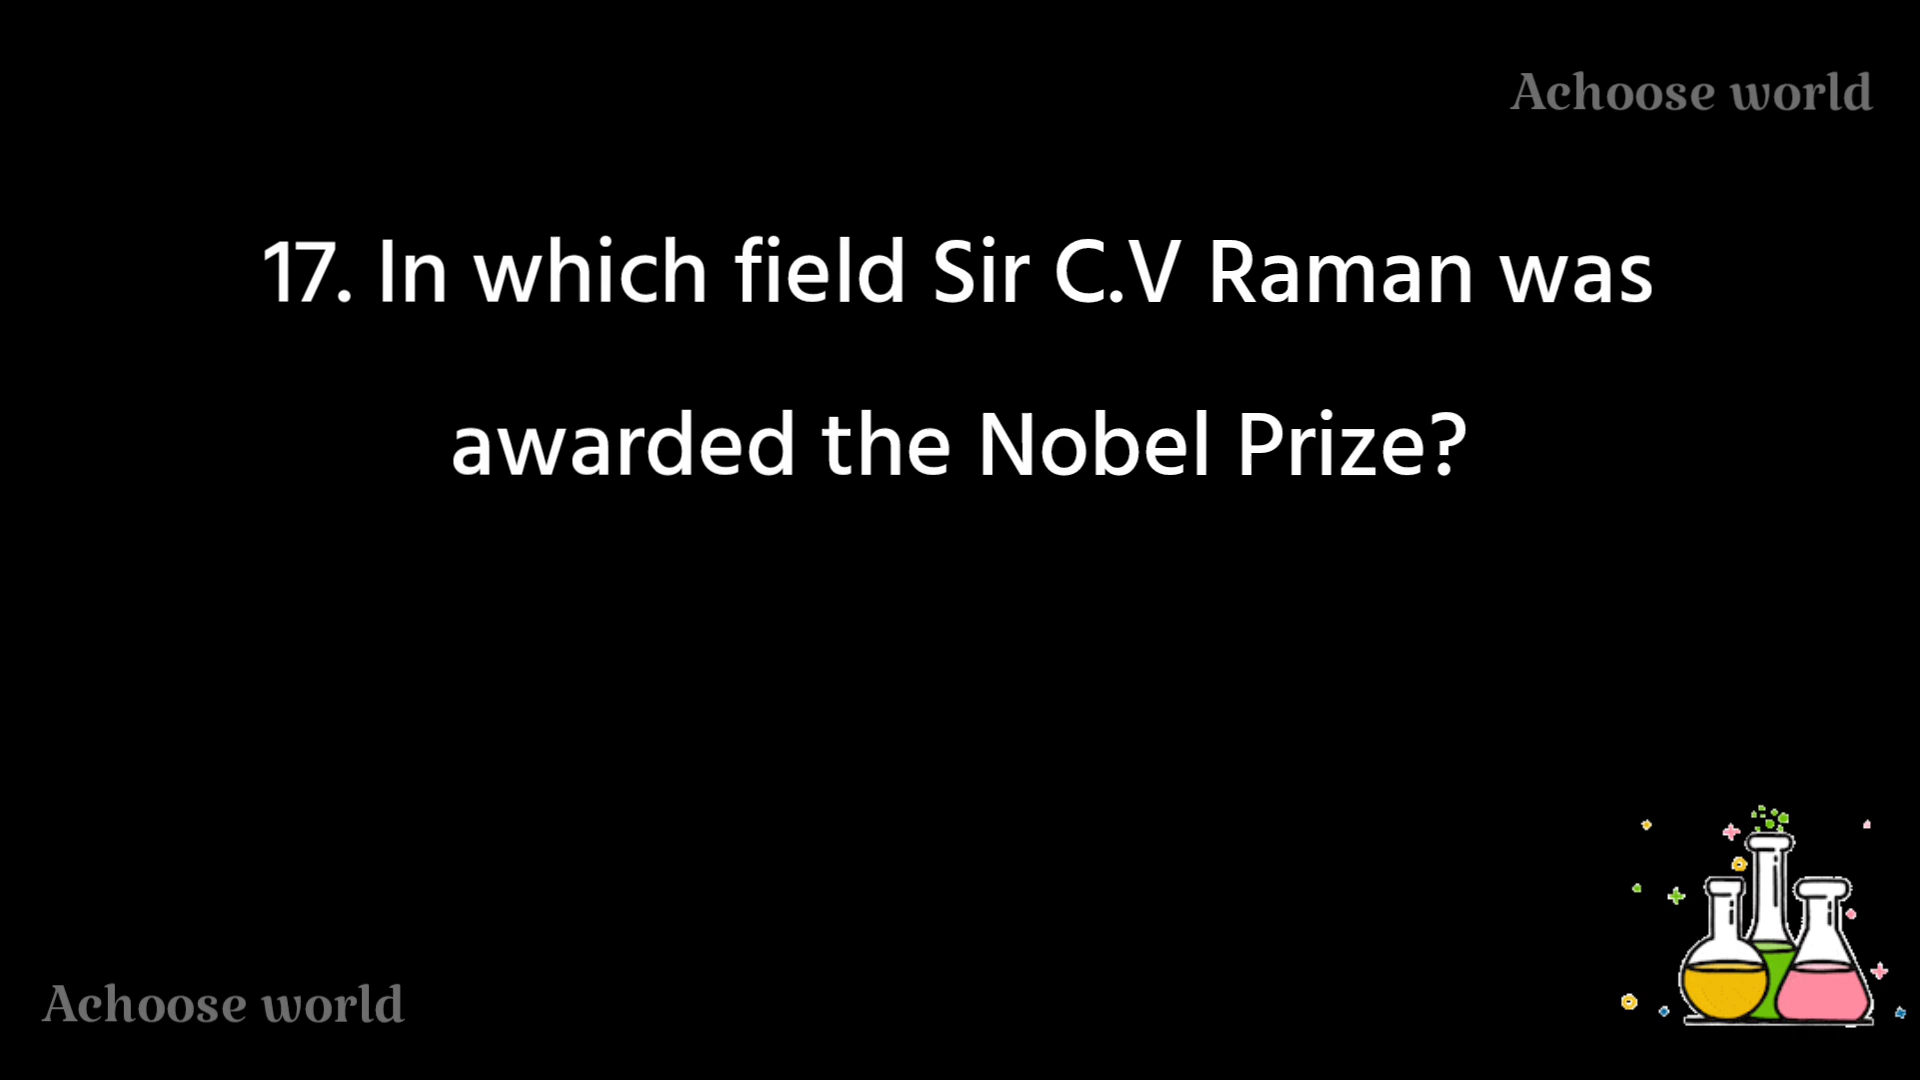 Achoose world
17. In which field Sir C.V Raman was
awarded the Nobel Prize?
Achoose world